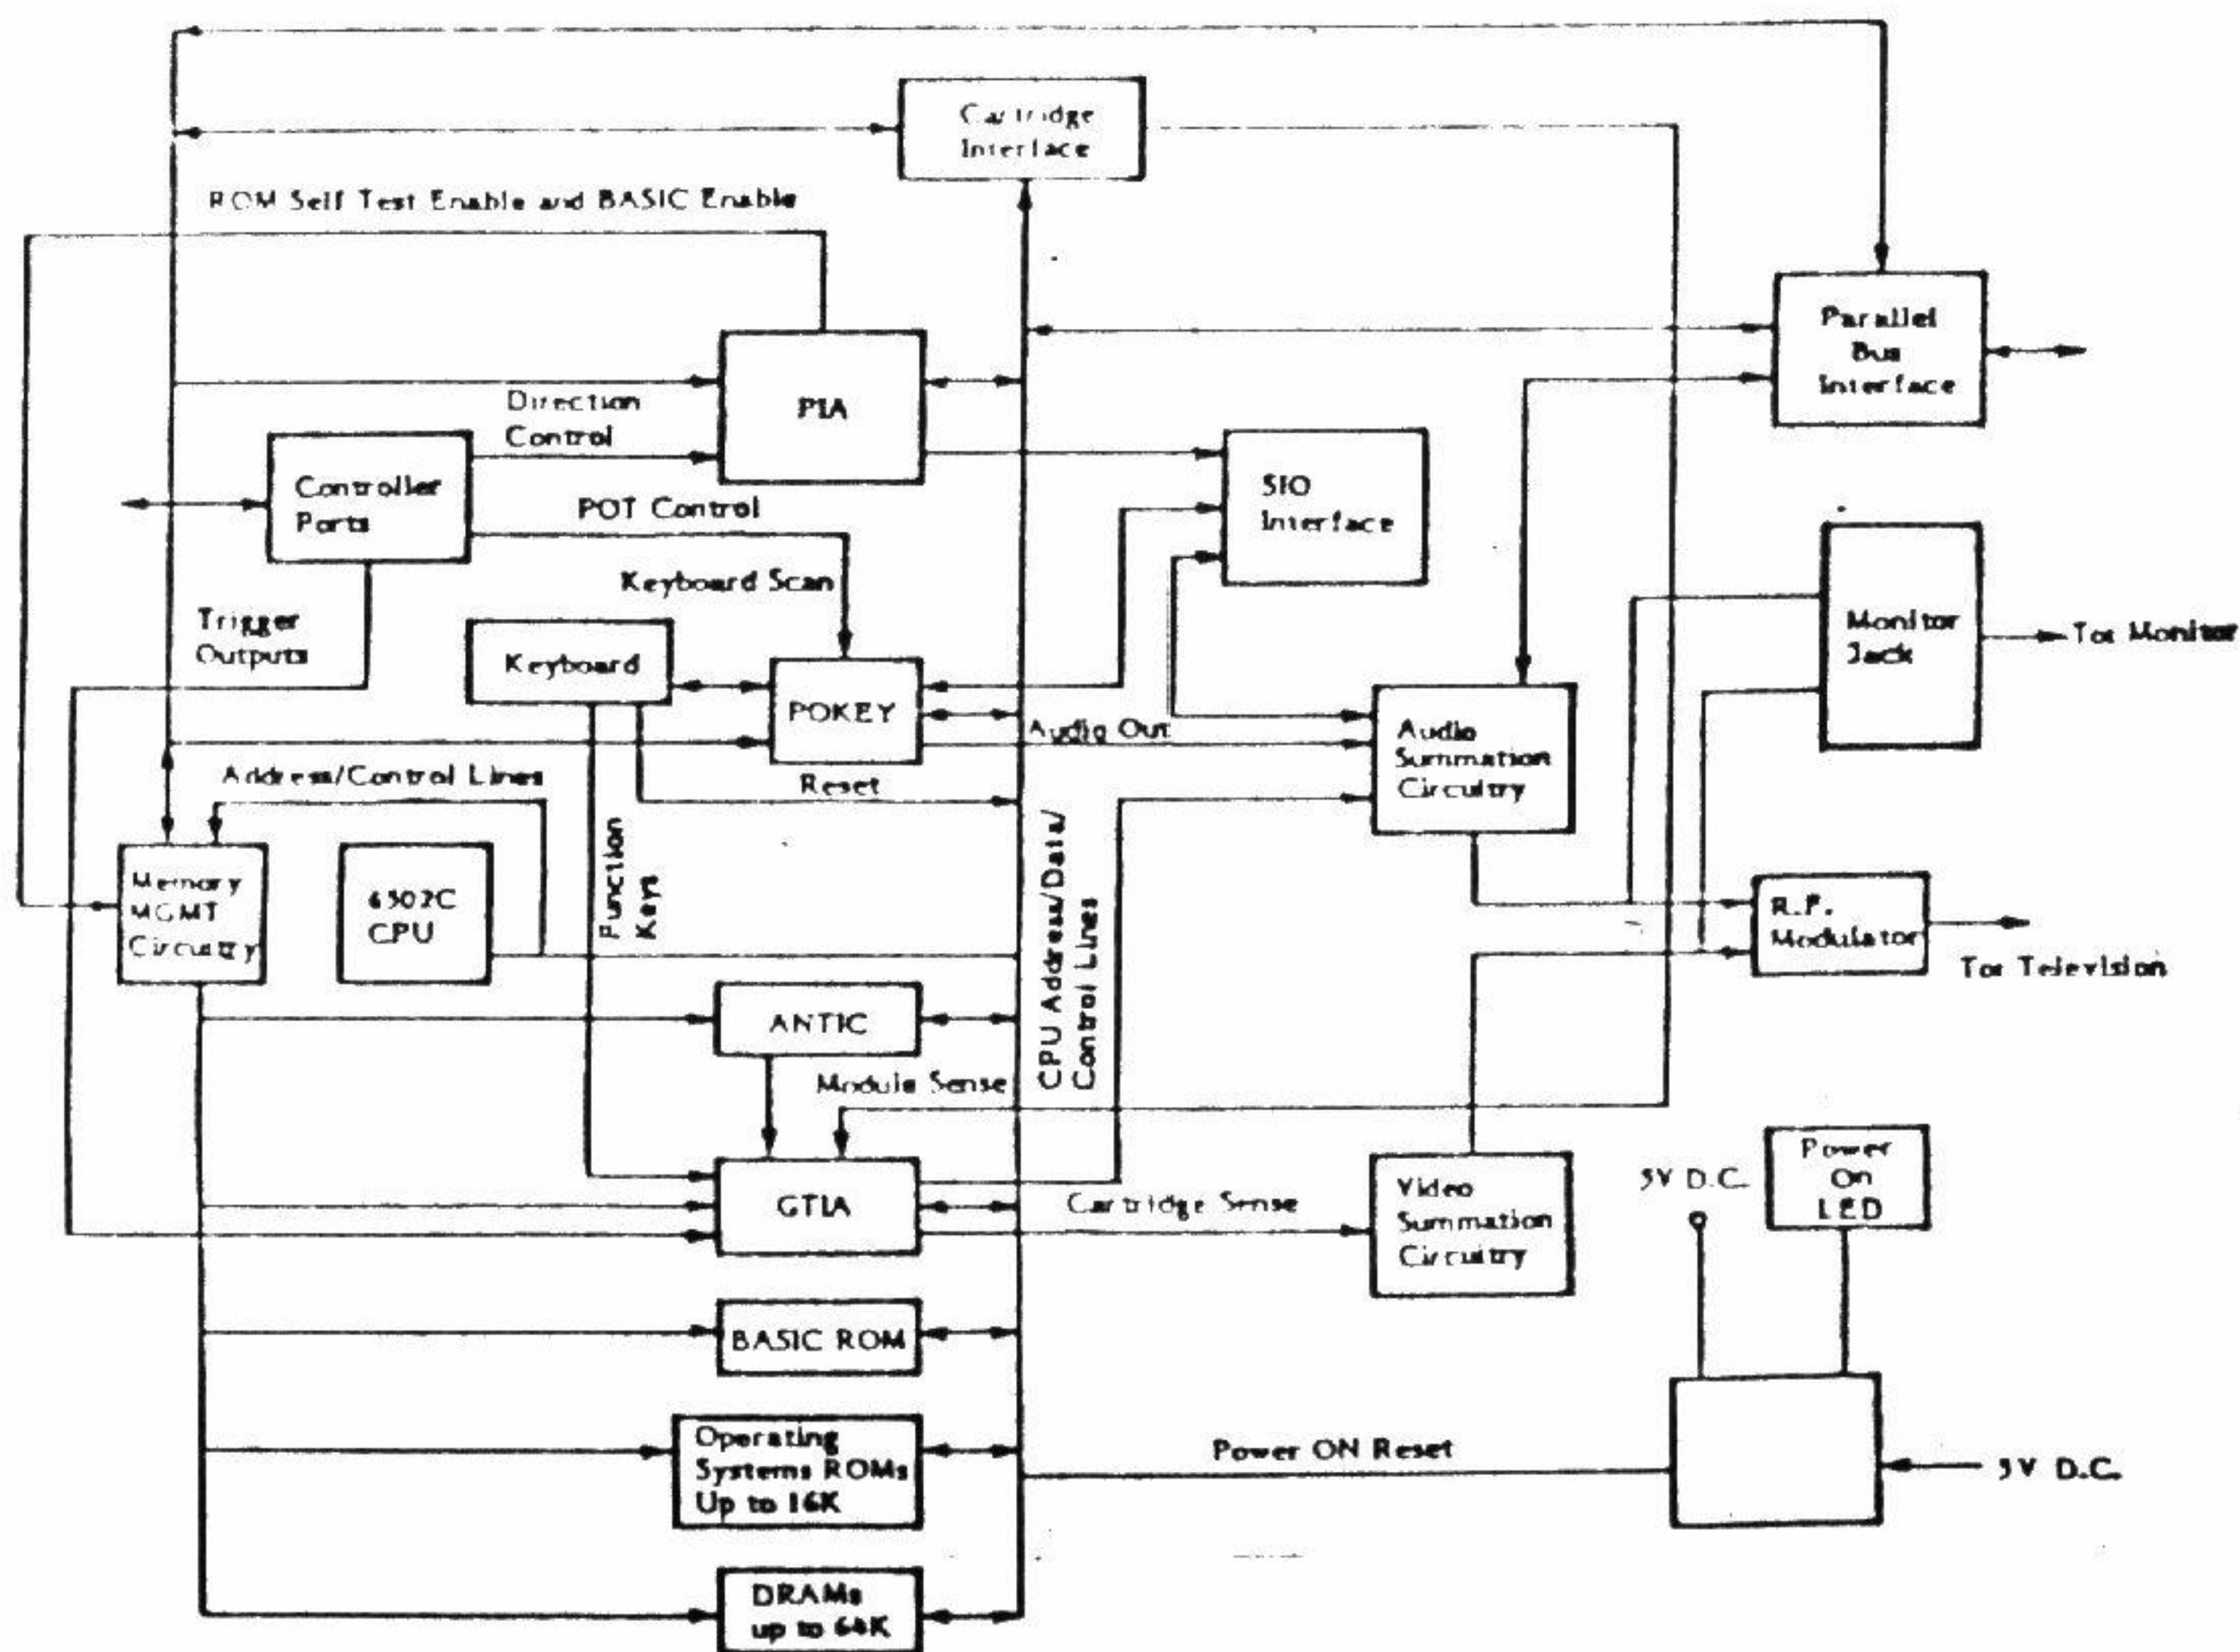 Cartridge
Interface
ROM Self Test Enable and BASIC Enable
Parallel
Bus
Interface
PIA
Direction
Control
Controller
Ports
SIO
Interface
POT Control
Keyboard Scan
Trigger
Outputs
Keyboard
POKEY
Monitor
Jack
To: Monitor
Audio Out
Audio
Summation
Circuitry
Address/Control Lines
Reset
Function
Keys
CPU Address/Data/
Control Lines
Memory
MGMT
Circuitry
6502C
CPU
R.F.
Modulator
To: Television
ANTIC
Module Sense
GTIA
Cartridge Sense
Video
Summation
Circuitry
5V D.C.
Power
On
LED
BASIC ROM
Operating
Systems ROMs
Up to 16K
Power ON Reset
5V D.C.
DRAMs
up to 64K